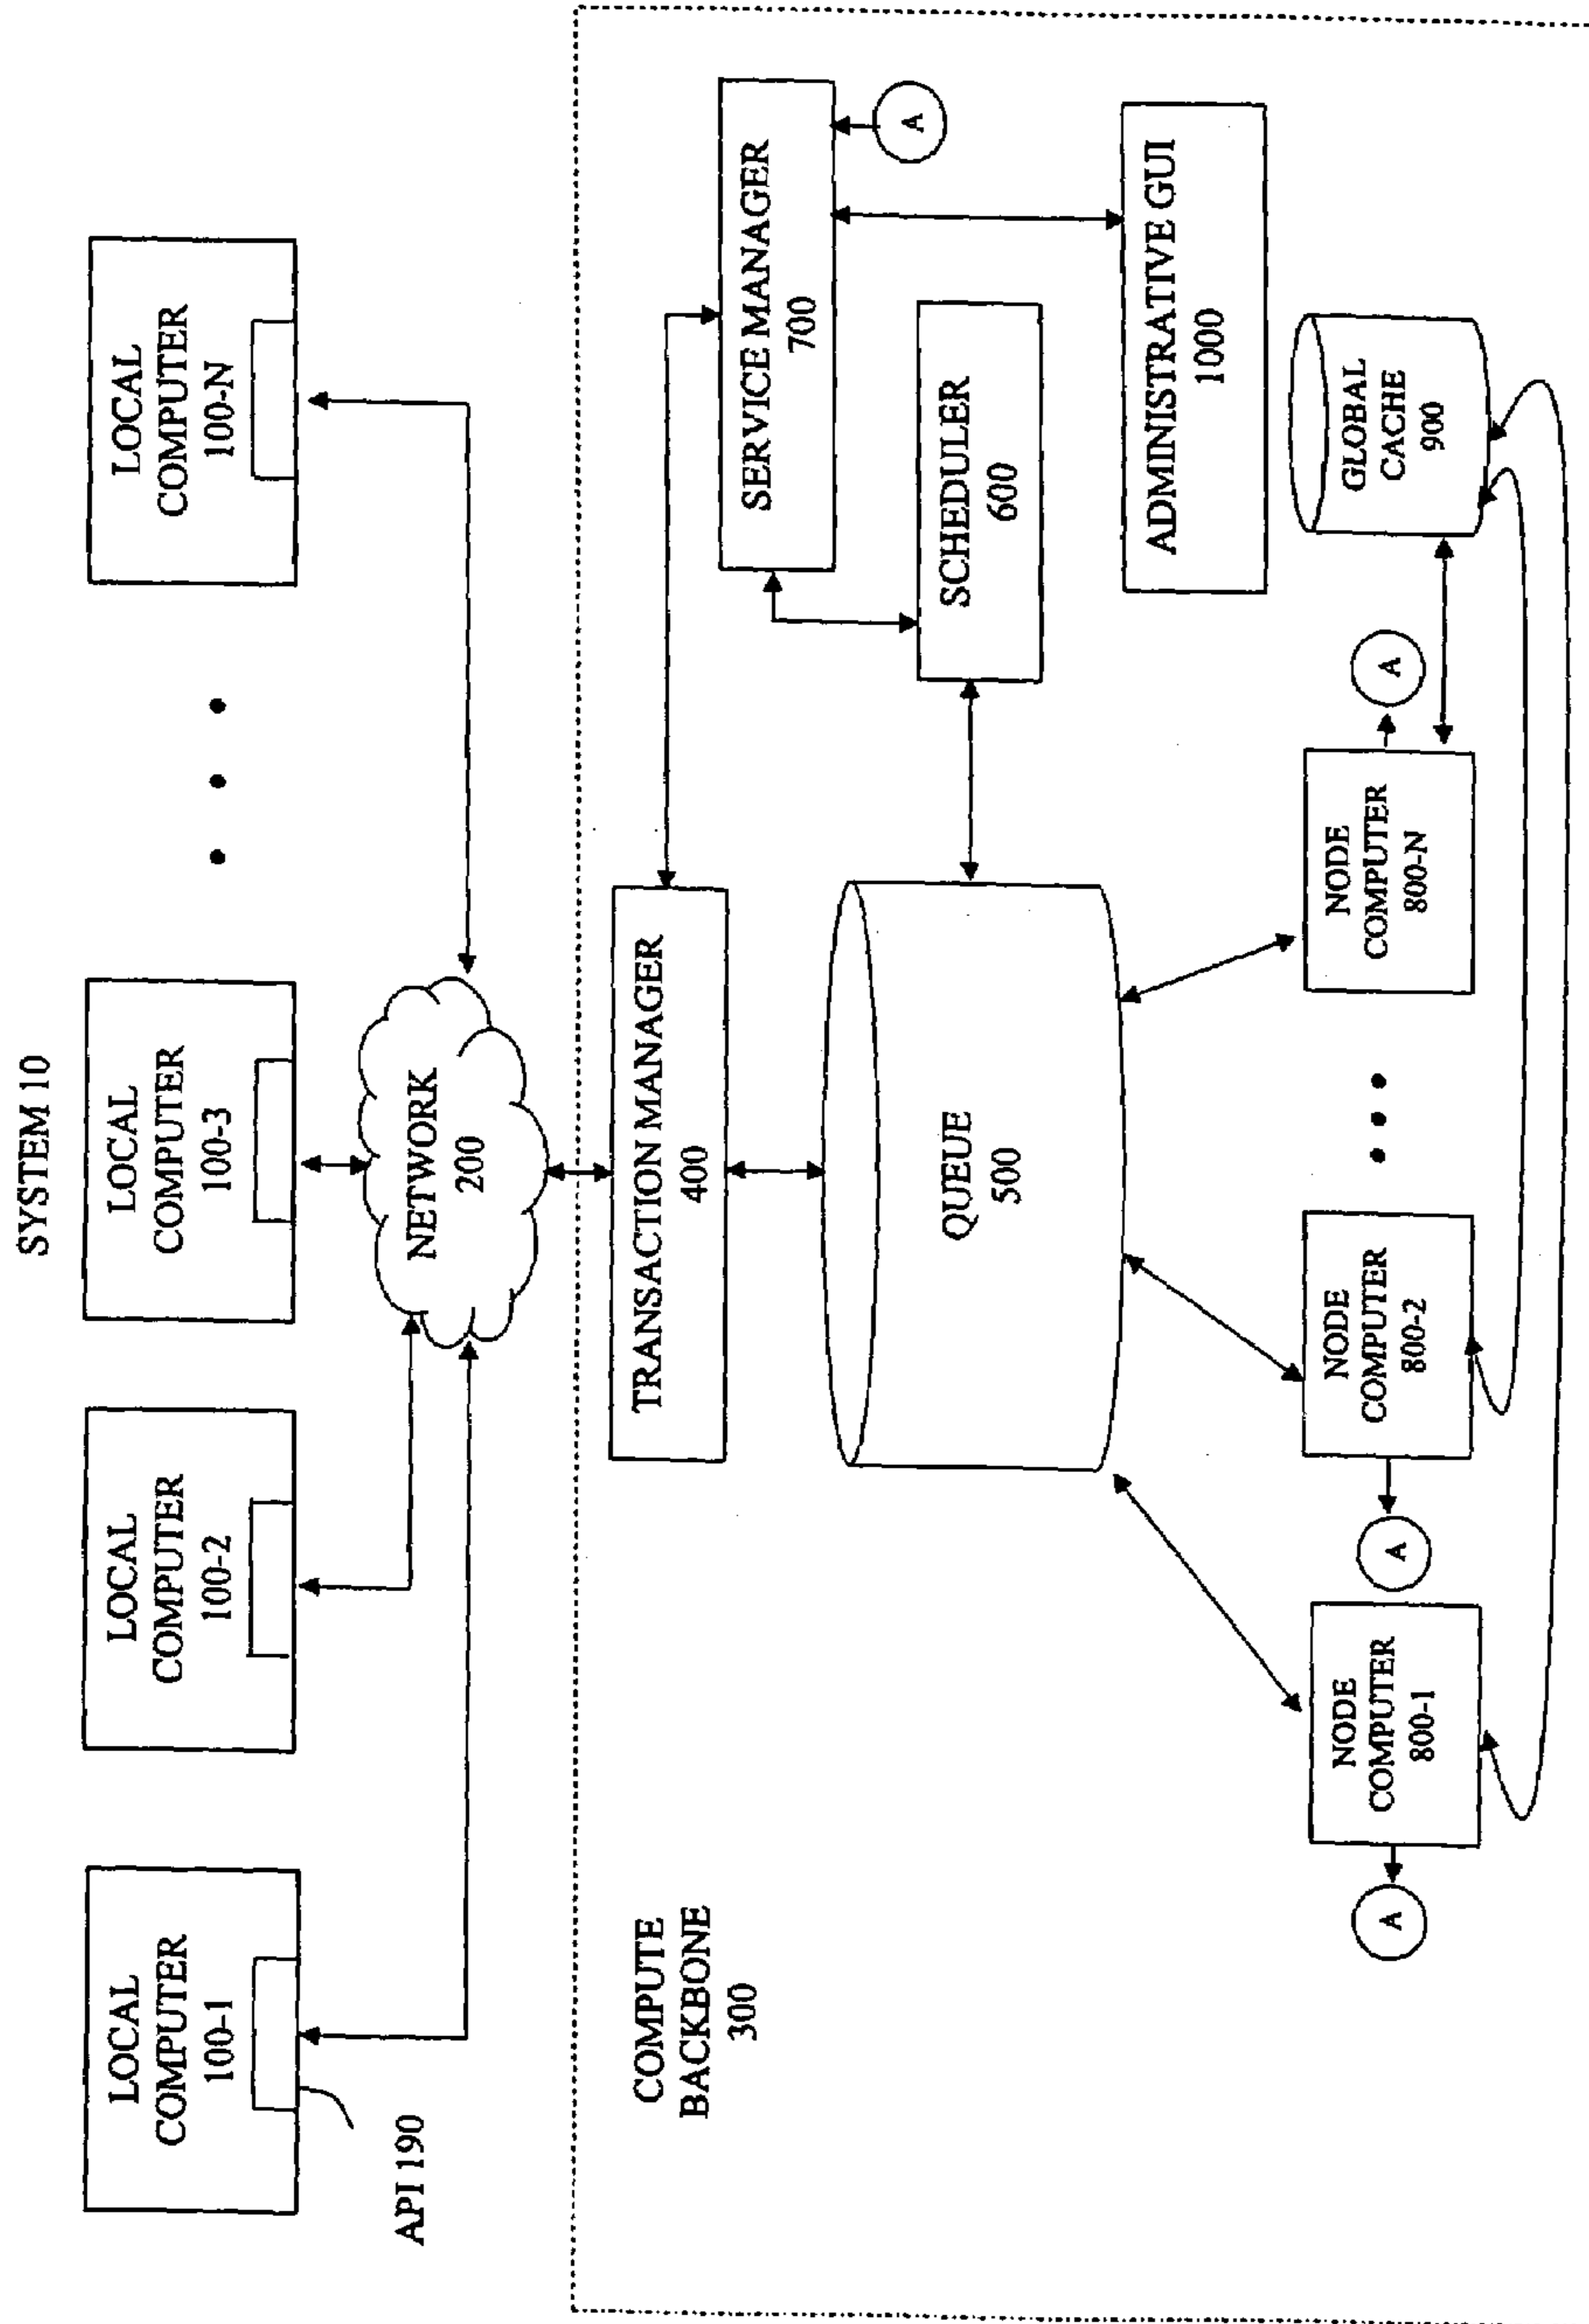 SYSTEM 10
LOCAL
COMPUTER
100-1
LOCAL
COMPUTER
100-2
LOCAL
COMPUTER
100-3
LOCAL
COMPUTER
100-N
API 190
NETWORK
200
COMPUTE
BACKBONE
300
TRANSACTION MANAGER
400
SERVICE MANAGER
700
A
QUEUE
500
SCHEDULER
600
ADMINISTRATIVE GUI
1000
A
NODE
COMPUTER
800-1
A
NODE
COMPUTER
800-2
NODE
COMPUTER
800-N
A
GLOBAL
CACHE
900